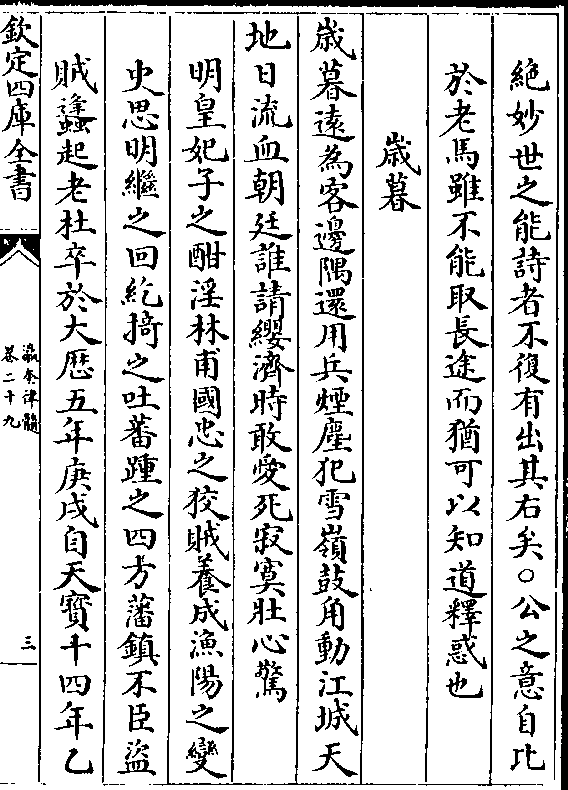 絶妙世之能詩者不復有出其右矣○公之意自比
於老馬雖不能取長途而猶可以知道釋惑也
歲暮
歲暮遠為客邊隅還用兵煙塵犯雪嶺鼓角動江城天
地日流血朝廷誰請纓濟時敢愛死寂寞壯心驚
明皇妃子之酣淫林甫國忠之狡賊養成漁陽之變
史思明繼之回紇掎之吐蕃踵之四方藩鎮不臣盜
賊蠭起老杜卒於大厯五年庚戌自天寶十四年乙
欽定四庫全書
瀛奎律髓
卷二十九
三